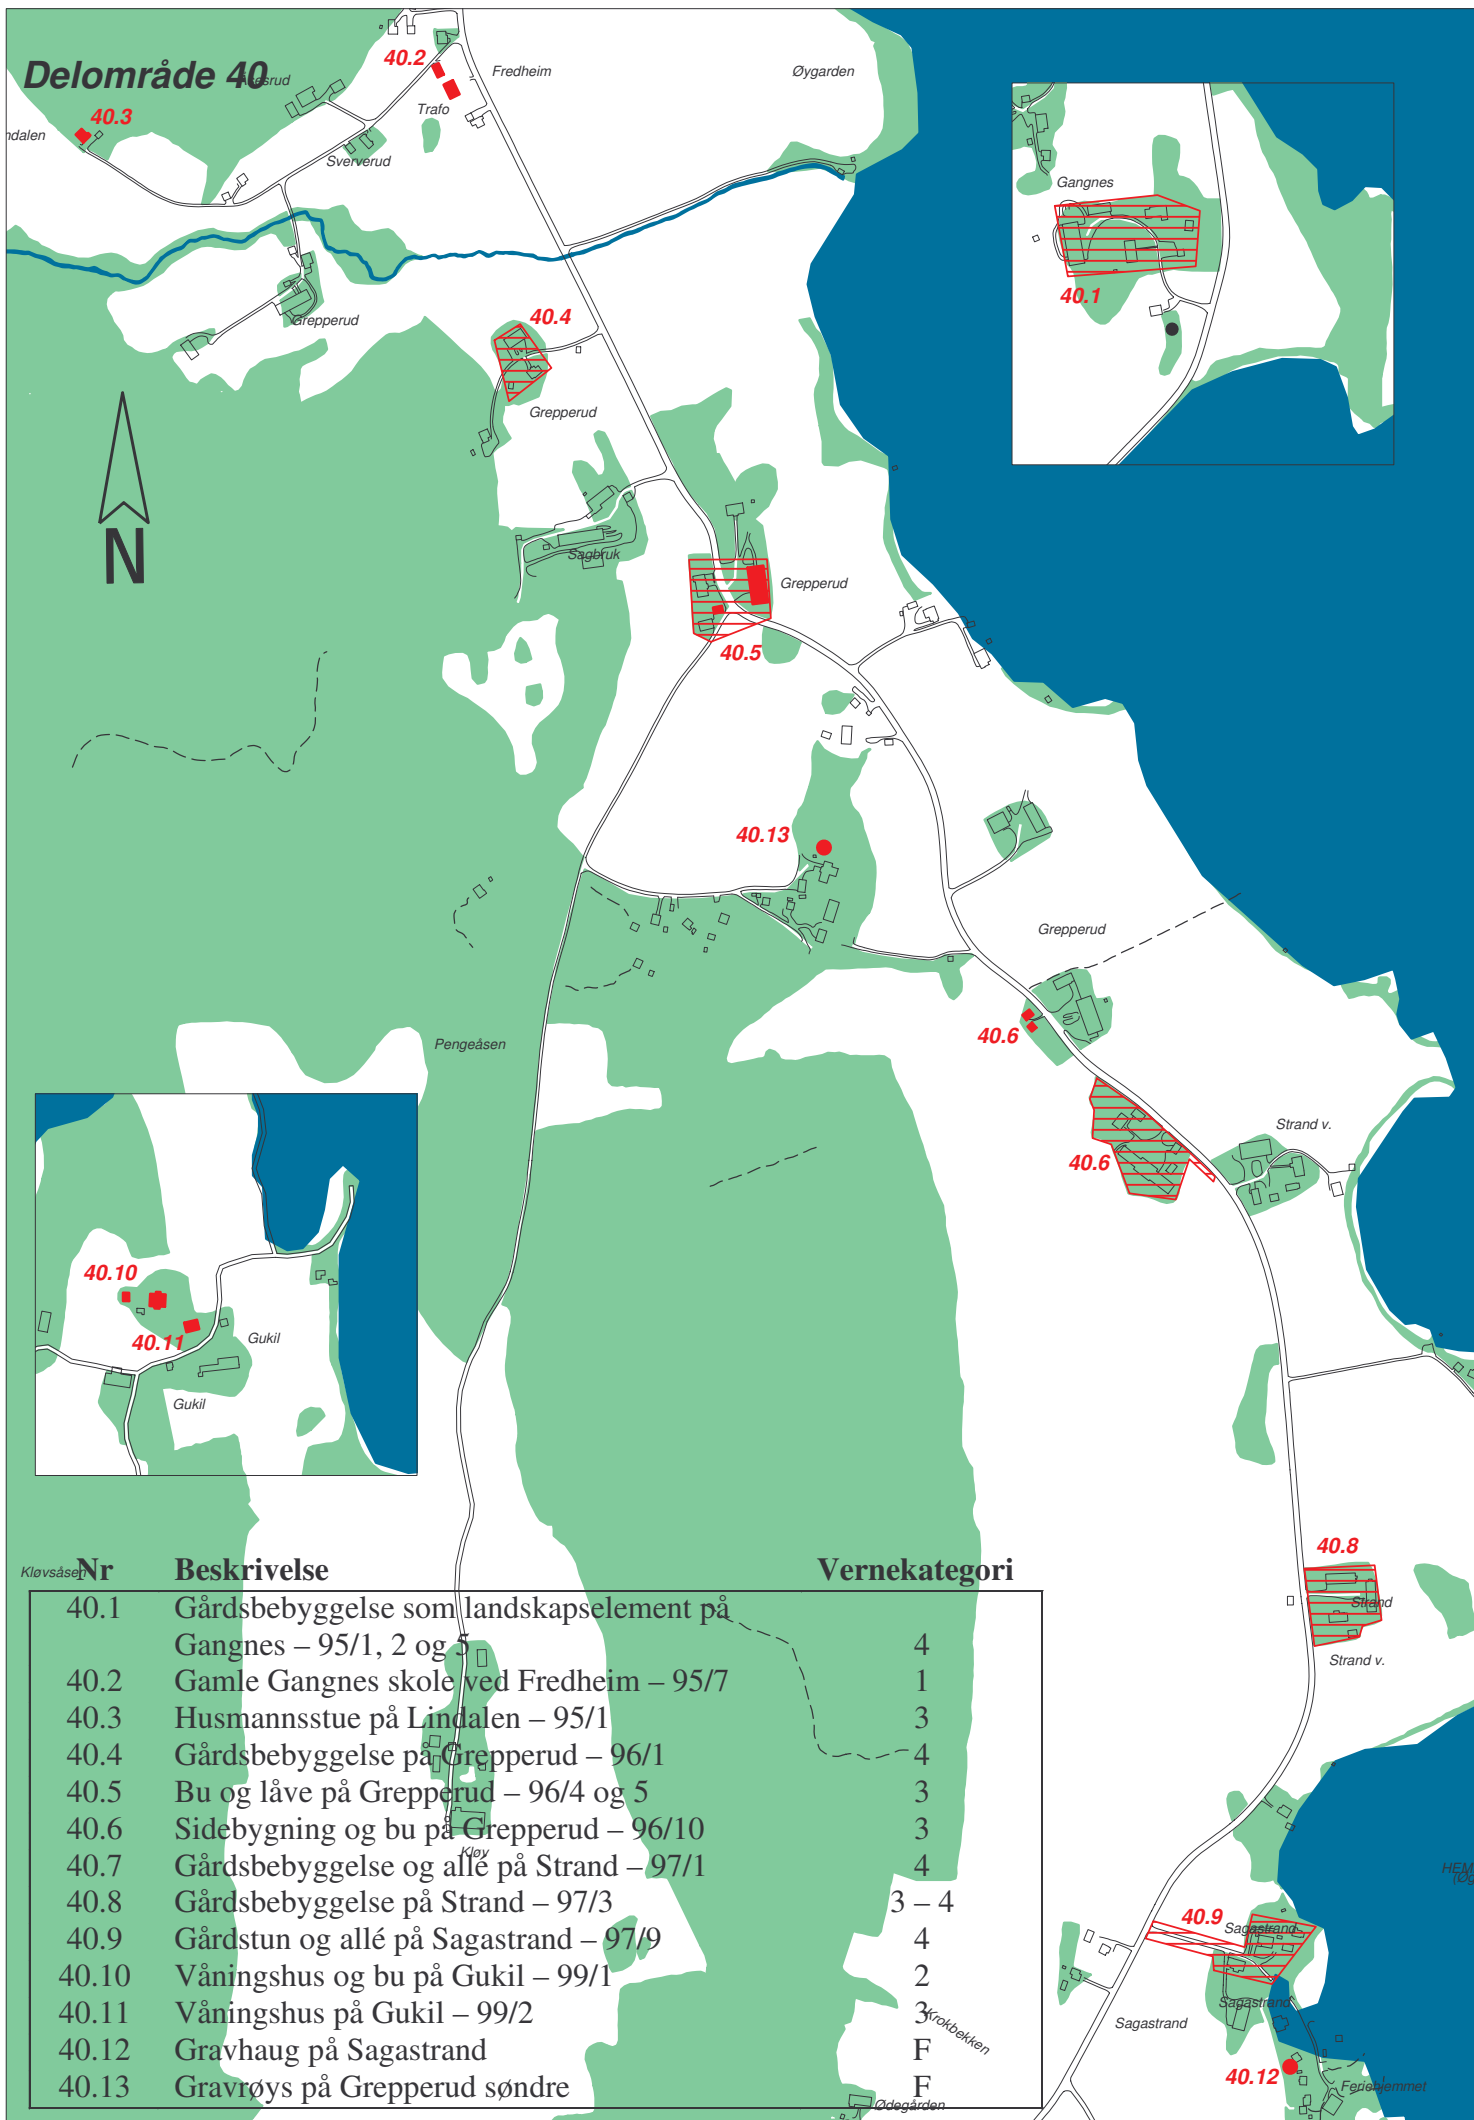 Delområde 40
Åsesrud
40.2
Fredheim
Øygarden
Trafo
40.3
ndalen
Sververud
Gangnes
40.1
Grepperud
40.4
Grepperud
N
Sagbruk
Grepperud
40.5
40.13
Grepperud
40.6
Pengeåsen
Strand v.
40.6
40.10
40.11
Gukil
Gukil
40.8
Strand
Strand v.
Kløvsåsen
Nr Beskrivelse Vernekategori
40.1 Gårdsbebyggelse som landskapselement på
Gangnes – 95/1, 2 og 5 4
40.2 Gamle Gangnes skole ved Fredheim – 95/7 1
40.3 Husmannsstue på Lindalen – 95/1 3
40.4 Gårdsbebyggelse på Grepperud – 96/1 4
40.5 Bu og låve på Grepperud – 96/4 og 5 3
40.6 Sidebygning og bu på Grepperud – 96/10 3
Kløv
40.7 Gårdsbebyggelse og allé på Strand – 97/1 4
40.8 Gårdsbebyggelse på Strand – 97/3 3 – 4
40.9 Gårdstun og allé på Sagastrand – 97/9 4
40.10 Våningshus og bu på Gukil – 99/1 2
40.11 Våningshus på Gukil – 99/2 3
40.12 Gravhaug på Sagastrand F
40.13 Gravrøys på Grepperud søndre F
HEM
(Øg
40.9
Sagastrand
Sagastrand
Sagastrand
Krokbekken
40.12
Feriehjemmet
Ødegården